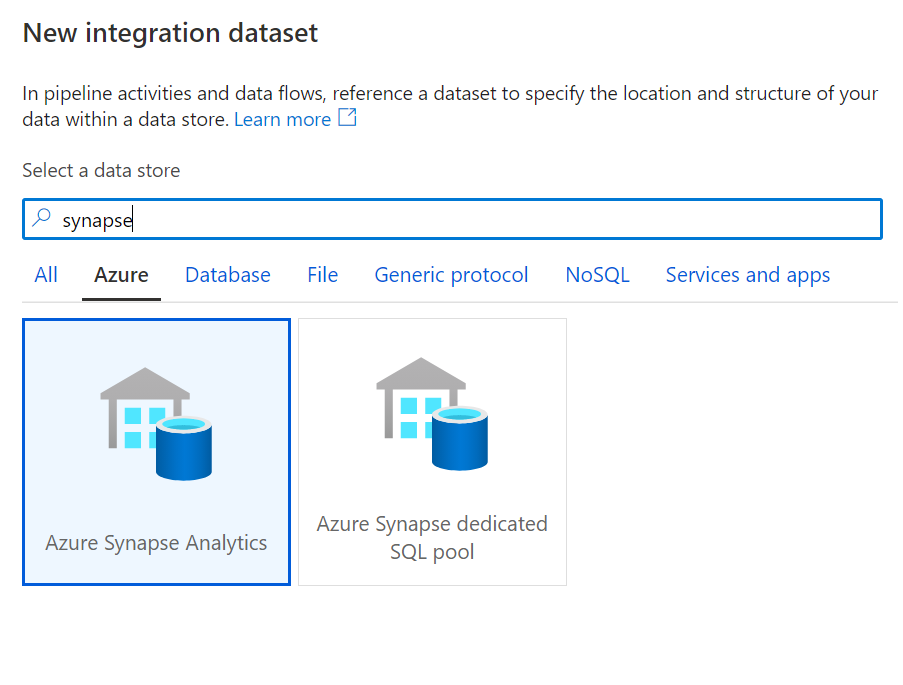 New integration dataset
In pipeline activities and data flows, reference a dataset to specify the location and structure of your
data within a data store. Learn more
Select a data store
synapse
All Azure Database File Generic protocol NoSQL Services and apps
Azure Synapse Analytics
Azure Synapse dedicated
SQL pool